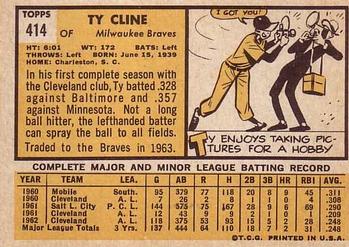 TOPPS
414
TY CLINE
OF Milwaukee Braves
HT: 6:01 WT: 172 BATS: Left
THROWS: Left BORN: June 15, 1939
HOME: Charleston, S. C.
In his first complete season with
the Cleveland club, Ty batted .328
against Baltimore and .357
against Minnesota. Not a long
ball hitter, the lefthanded batter
can spray the ball to all fields.
Traded to the Braves in 1963.
I GOT YOU!
TY ENJOYS TAKING PIC-
TURES FOR A HOBBY
COMPLETE MAJOR AND MINOR LEAGUE BATTING RECORD
YEAR TEAM LEA. G AB R H 2B 3B HR RBI AVG.
1960 Mobile South. 95 379 77 118 20 8 9 45 .311
1960 Cleveland A.L. 7 26 2 8 1 1 0 2 .308
1961 Salt L. City P.C.L. 144 575 75 167 28 9 6 60 .290
1961 Cleveland A.L. 12 43 9 9 2 1 0 1 .209
1962 Cleveland A.L. 118 375 53 93 15 5 2 28 .248
Major League Totals 3 Yrs. 137 444 64 110 18 7 2 31 .248
©T.C.G. PRINTED IN U.S.A.